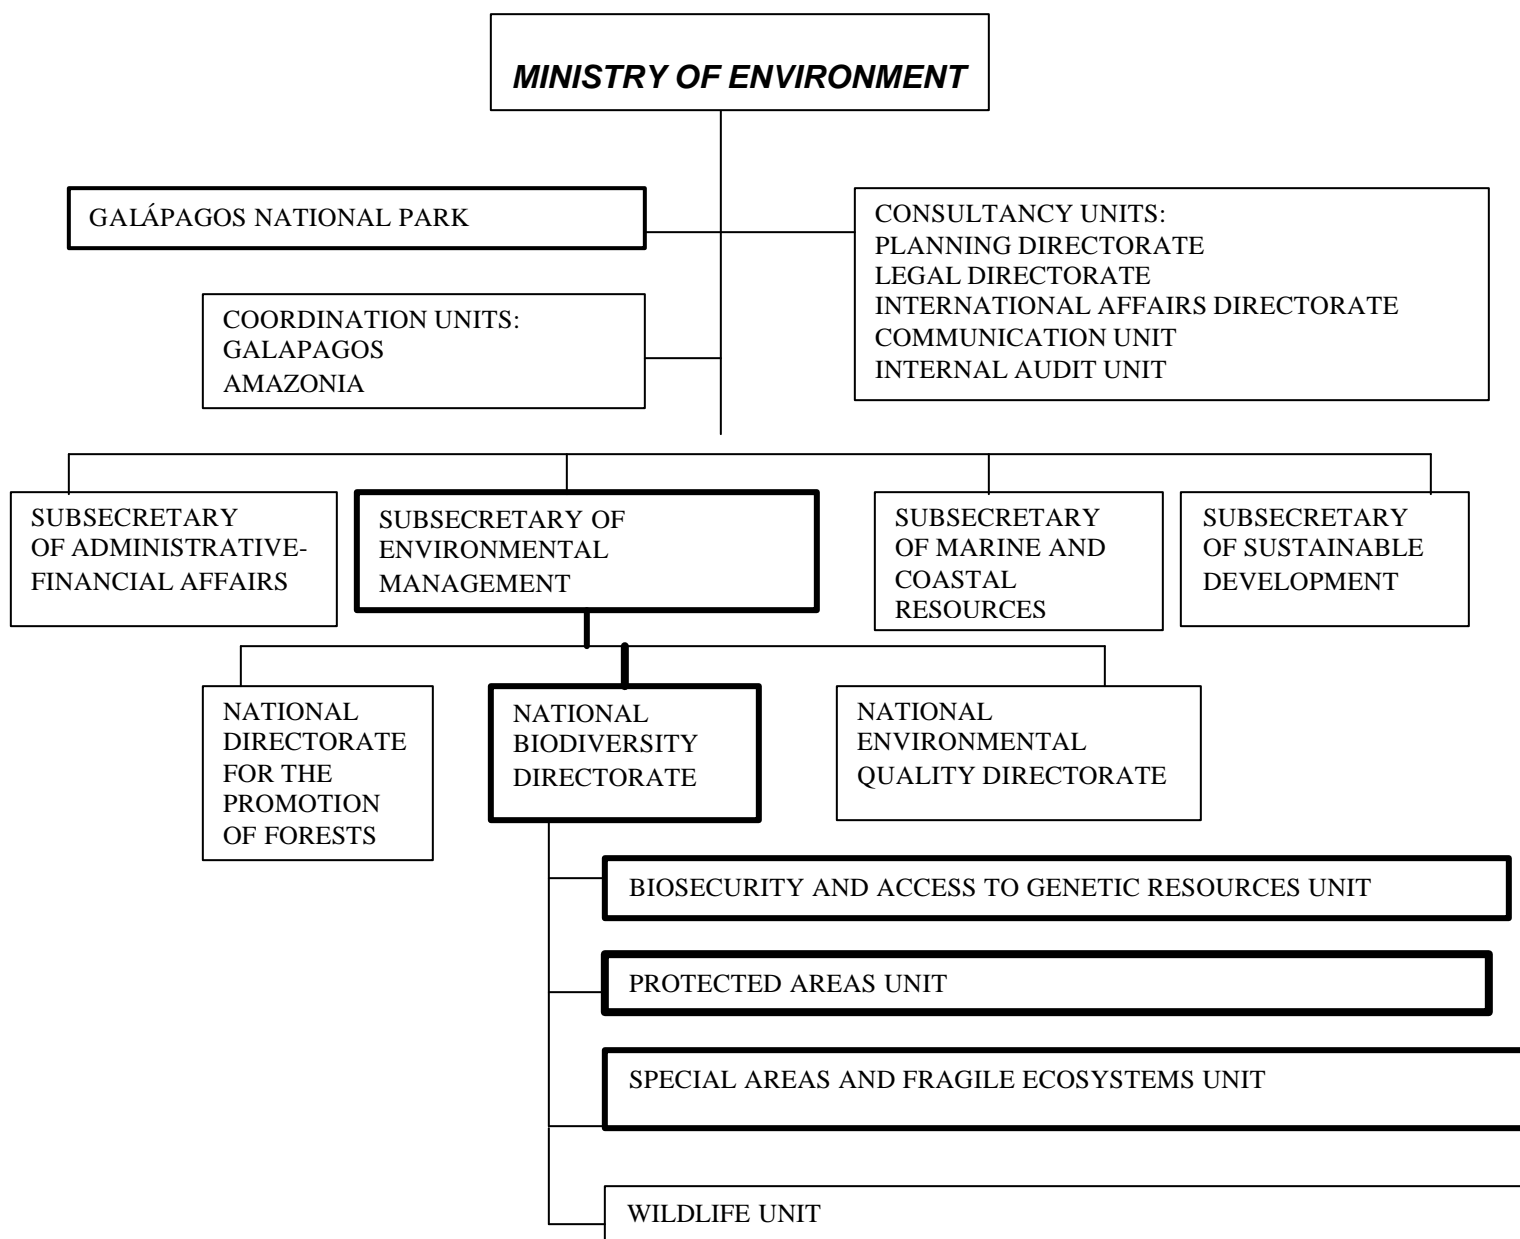 MINISTRY OF ENVIRONMENT
GALÁPAGOS NATIONAL PARK
CONSULTANCY UNITS:
PLANNING DIRECTORATE
LEGAL DIRECTORATE
INTERNATIONAL AFFAIRS DIRECTORATE
COMMUNICATION UNIT
INTERNAL AUDIT UNIT
COORDINATION UNITS:
GALAPAGOS
AMAZONIA
SUBSECRETARY
OF ADMINISTRATIVE-
FINANCIAL AFFAIRS
SUBSECRETARY OF
ENVIRONMENTAL
MANAGEMENT
SUBSECRETARY
OF MARINE AND
COASTAL
RESOURCES
SUBSECRETARY
OF SUSTAINABLE
DEVELOPMENT
NATIONAL
DIRECTORATE
FOR THE
PROMOTION
OF FORESTS
NATIONAL
BIODIVERSITY
DIRECTORATE
NATIONAL
ENVIRONMENTAL
QUALITY DIRECTORATE
BIOSECURITY AND ACCESS TO GENETIC RESOURCES UNIT
PROTECTED AREAS UNIT
SPECIAL AREAS AND FRAGILE ECOSYSTEMS UNIT
WILDLIFE UNIT